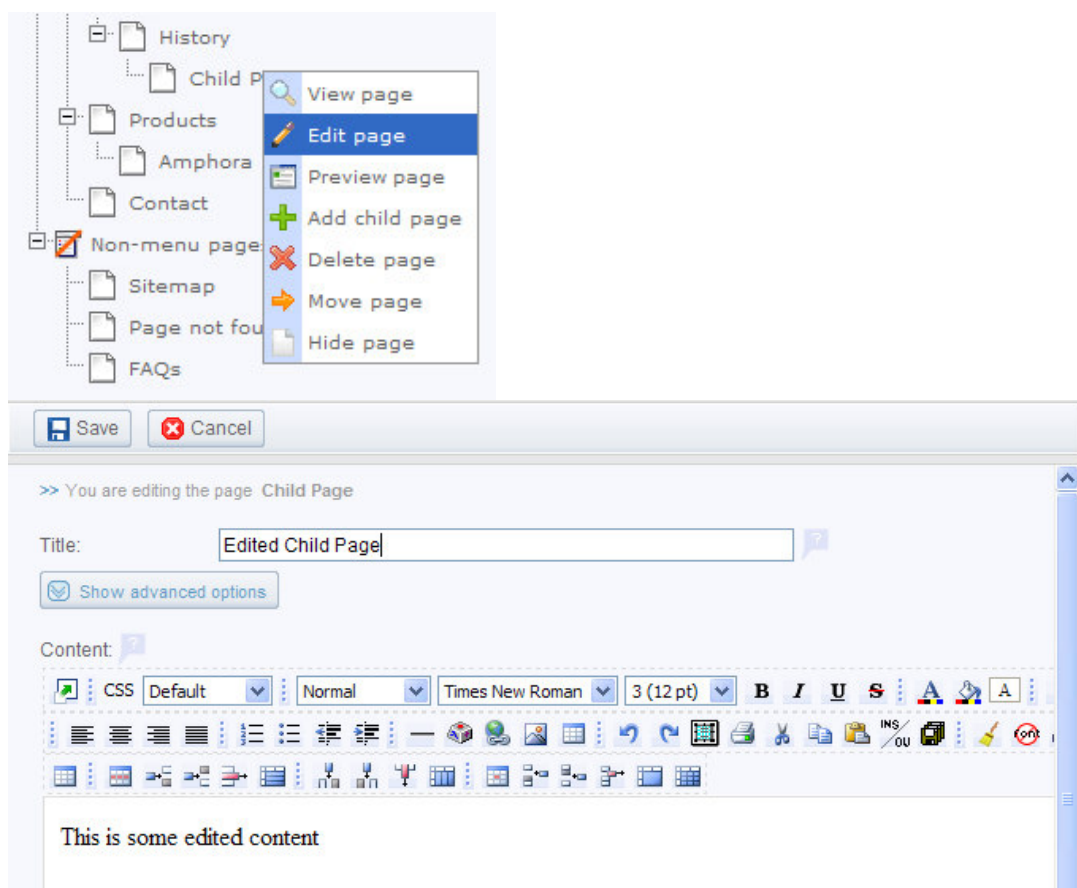 History
Child P
View page
Products
Edit page
Amphora
Preview page
Contact
Add child page
Non-menu page
Delete page
Sitemap
Move page
Page not fou
Hide page
FAQs
Save Cancel
>> You are editing the page Child Page
Title: Edited Child Page ?
Show advanced options
Content: ?
CSS Default Normal Times New Roman 3 (12 pt) B I U S A A
INS/OU font
This is some edited content